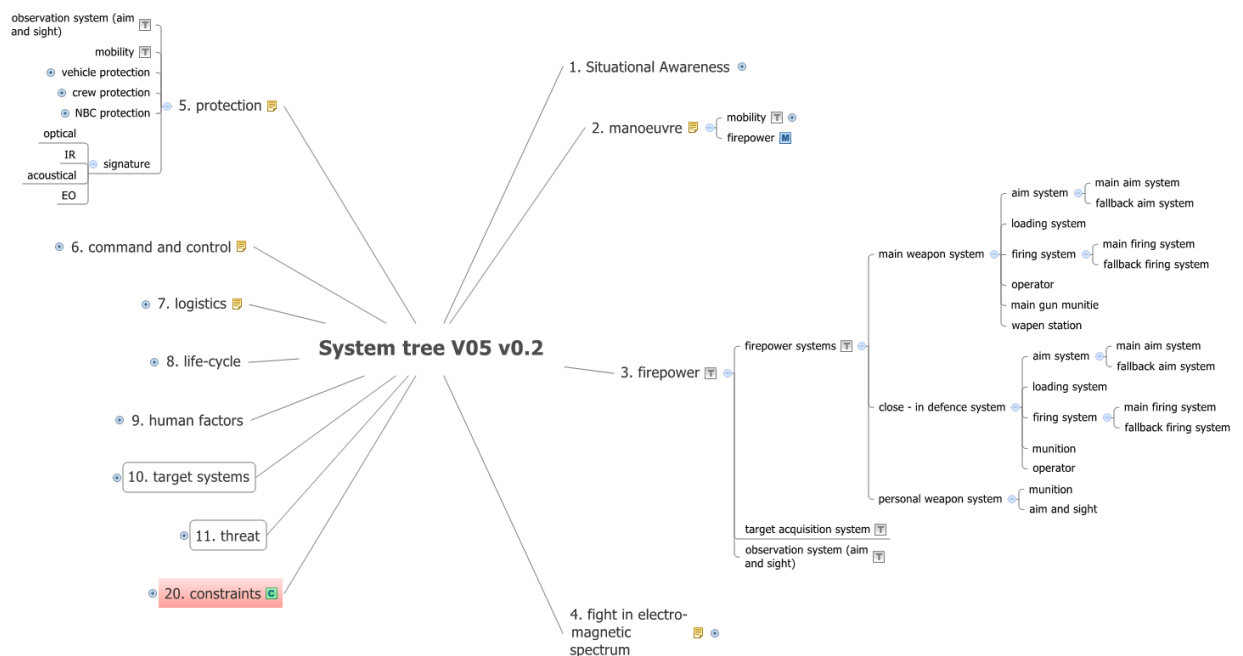 System tree V05 v0.2
1. Situational Awareness
2. manoeuvre
mobility T
firepower M
3. firepower T
firepower systems T
main weapon system
aim system
main aim system
fallback aim system
loading system
firing system
main firing system
fallback firing system
operator
main gun munitie
wapen station
close - in defence system
aim system
main aim system
fallback aim system
loading system
firing system
main firing system
fallback firing system
munition
operator
personal weapon system
munition
aim and sight
target acquisition system T
observation system (aim
and sight) T
4. fight in electro-
magnetic
spectrum
5. protection
observation system (aim
and sight) T
mobility T
vehicle protection
crew protection
NBC protection
signature
optical
IR
acoustical
EO
6. command and control
7. logistics
8. life-cycle
9. human factors
10. target systems
11. threat
20. constraints C